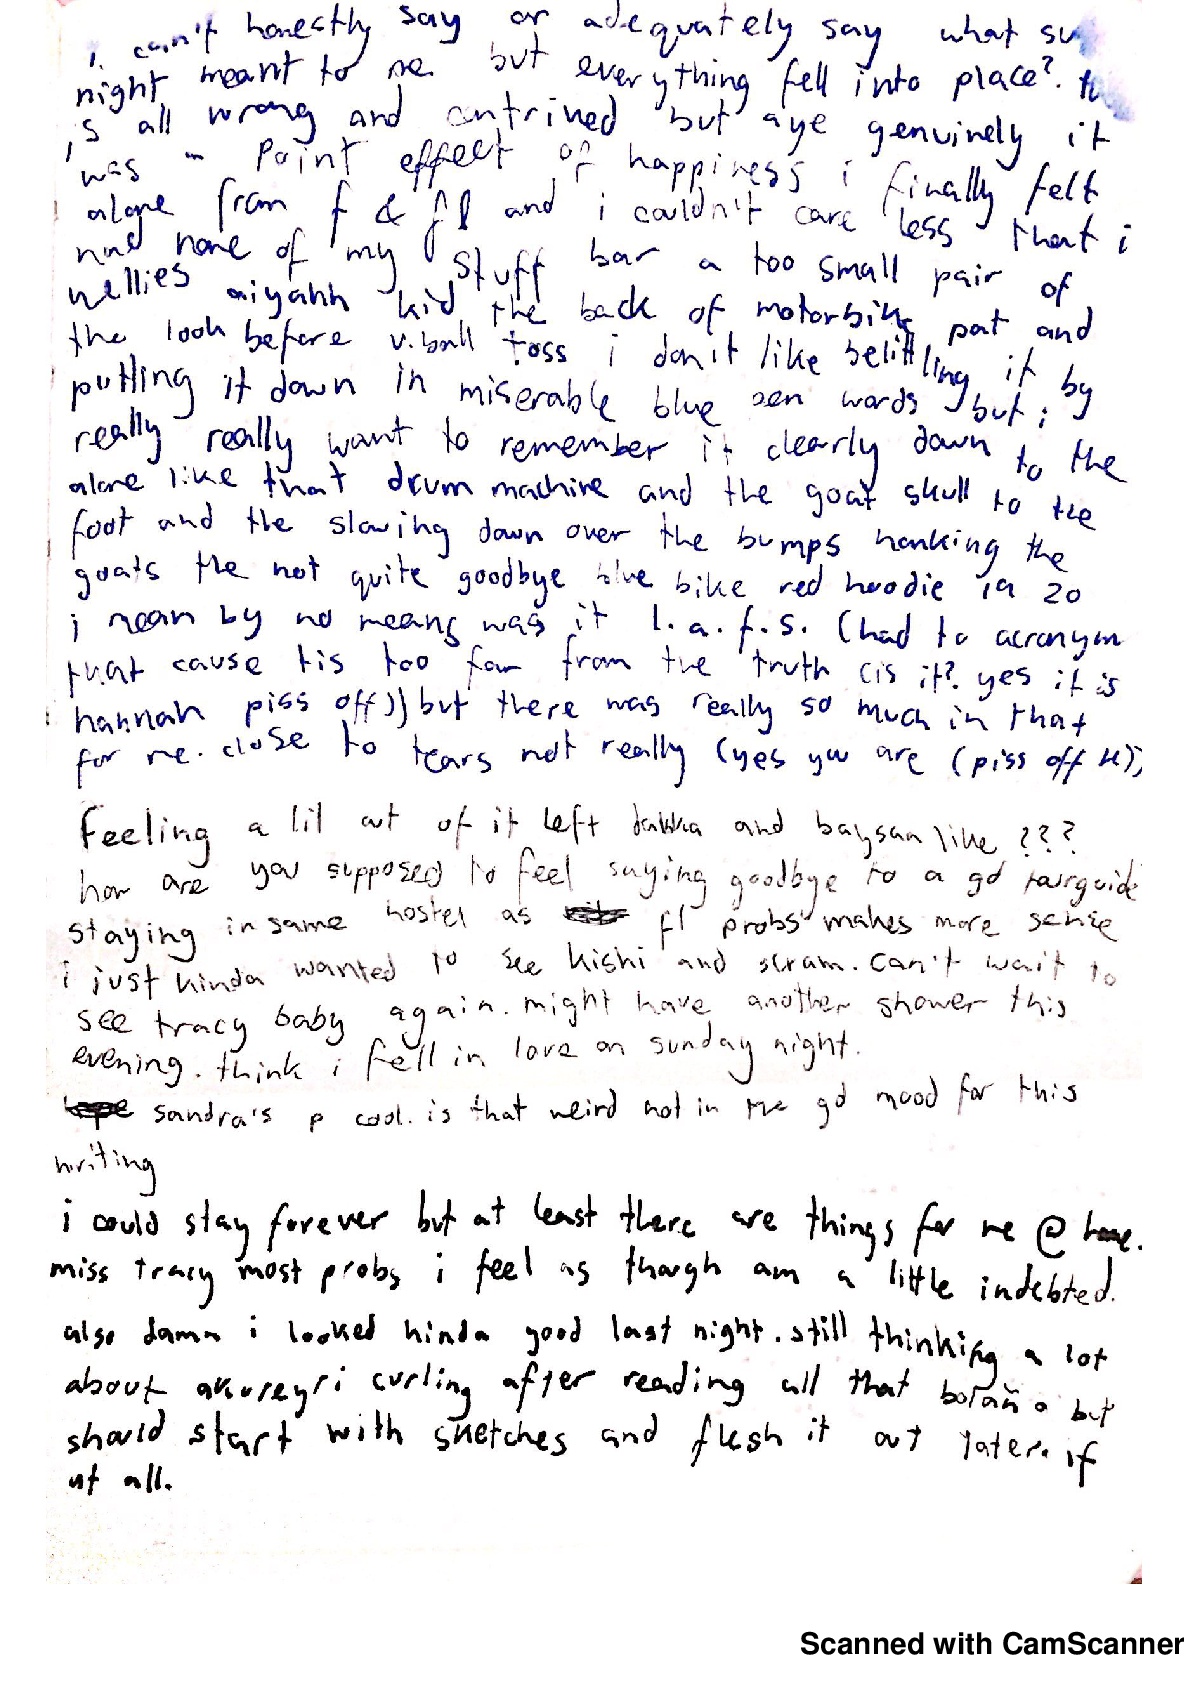 i can't honestly say or adequately say what su
night meant to me but everything fell into place?
is all wrong and contrived but aye genuinely it
was a point effect of happiness i finally felt
alone from f & fl and i couldn't care less that i
had none of my stuff bar a too small pair of
wellies aiyahh kid the back of motorbike pat and
the look before v.ball toss i don't like belittling it by
putting it down in miserable blue pen words but i
really really want to remember it clearly down to the
alone like that drum machine and the goat skull to the
foot and the slowing down over the bumps honking the
goats the not quite goodbye blue bike red hoodie 19 20
i mean by no means was it l.a.f.s. (had to acronym
that cause tis too far from the truth (is it? yes it is
hannah piss off)) but there was really so much in that
for me. close to tears not really (yes you are (piss off H))
feeling a lil out of it left dakka and baysan like ???
how are you supposed to feel saying goodbye to a gd tourguide
staying in same hostel as fl probs makes more sense
i just kinda wanted to see kishi and scram. can't wait to
see tracy baby again. might have another shower this
evening. think i fell in love on sunday night.
sandra's p cool. is that weird not in the gd mood for this
writing
i could stay forever but at least there are things for me @ home.
miss tracy most probs i feel as though am a little indebted.
also damn i looked kinda good last night. still thinking a lot
about akureyri curling after reading all that bolaño but
should start with sketches and flesh it out later. if
at all.
Scanned with CamScanner